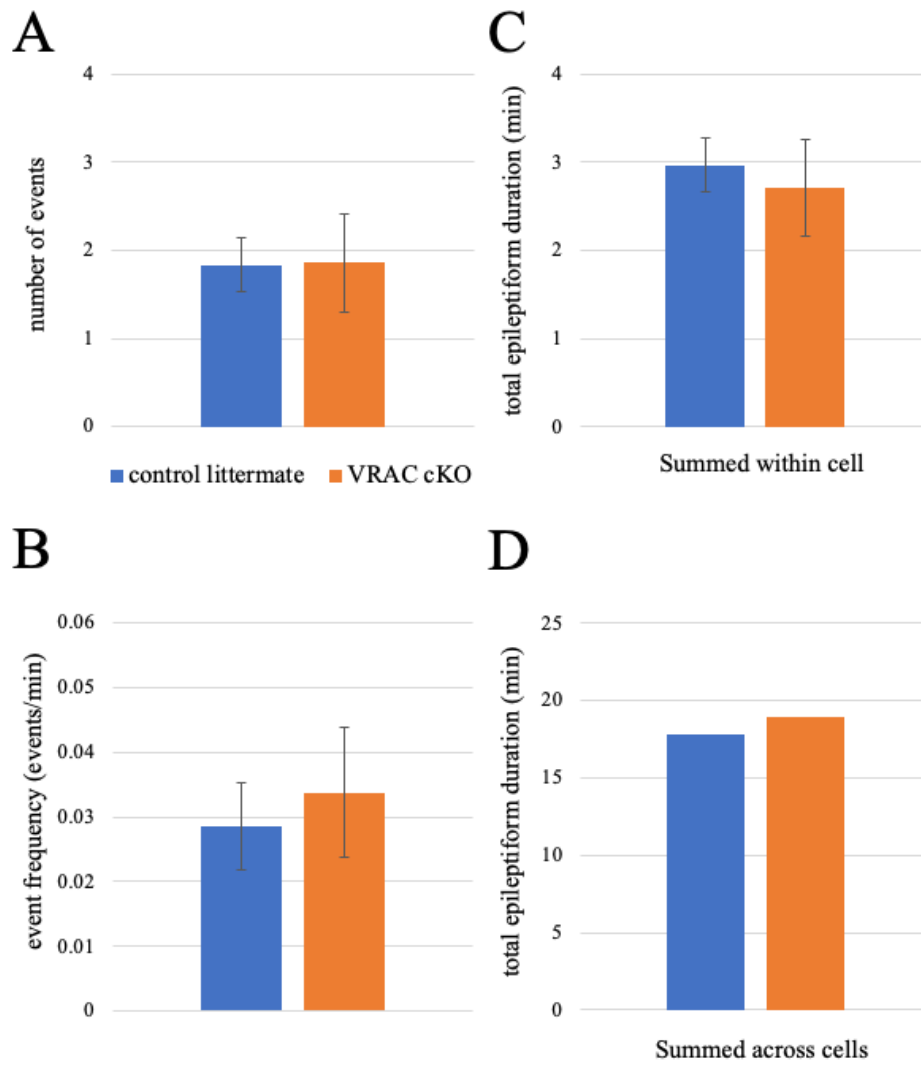 A
number of events
4
3
2
1
0
control littermate VRAC cKO
C
total epileptiform duration (min)
4
3
2
1
0
Summed within cell
B
event frequency (events/min)
0.06
0.05
0.04
0.03
0.02
0.01
0
D
total epileptiform duration (min)
25
20
15
10
5
0
Summed across cells